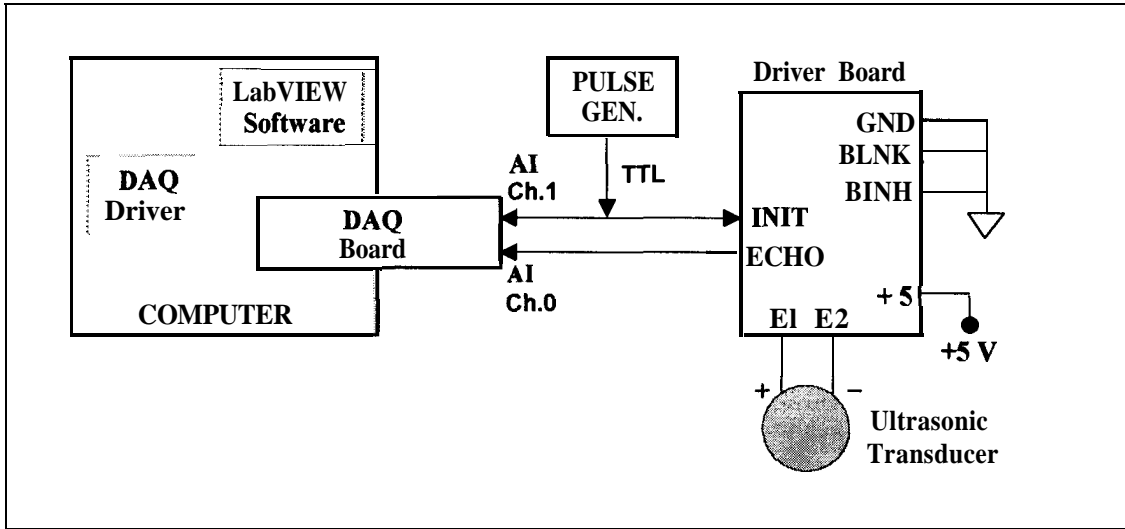 LabVIEW
Software
DAQ
Driver
DAQ
Board
COMPUTER
AI
Ch.1
AI
Ch.0
PULSE
GEN.
TTL
Driver Board
GND
BLNK
BINH
INIT
ECHO
+ 5
E1 E2
+5 V
+ −
Ultrasonic
Transducer